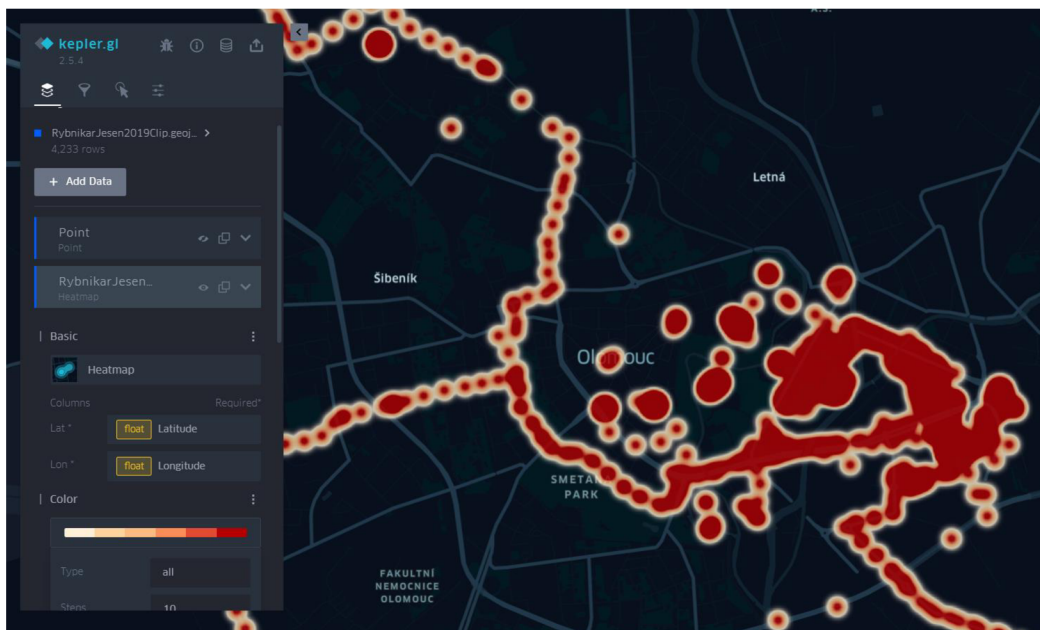 kepler.gl
2.5.4
RybnikarJesen2019Clip.geoj...
4,233 rows
+ Add Data
Point
Point
RybnikarJesen...
Heatmap
Basic
Heatmap
Columns
Required*
Lat *
float
Latitude
Lon *
float
Longitude
Color
Type
all
Steps
10
Letná
Šibeník
Olomouc
SMETANA
PARK
FAKULTNÍ
NEMOCNICE
OLOMOUC